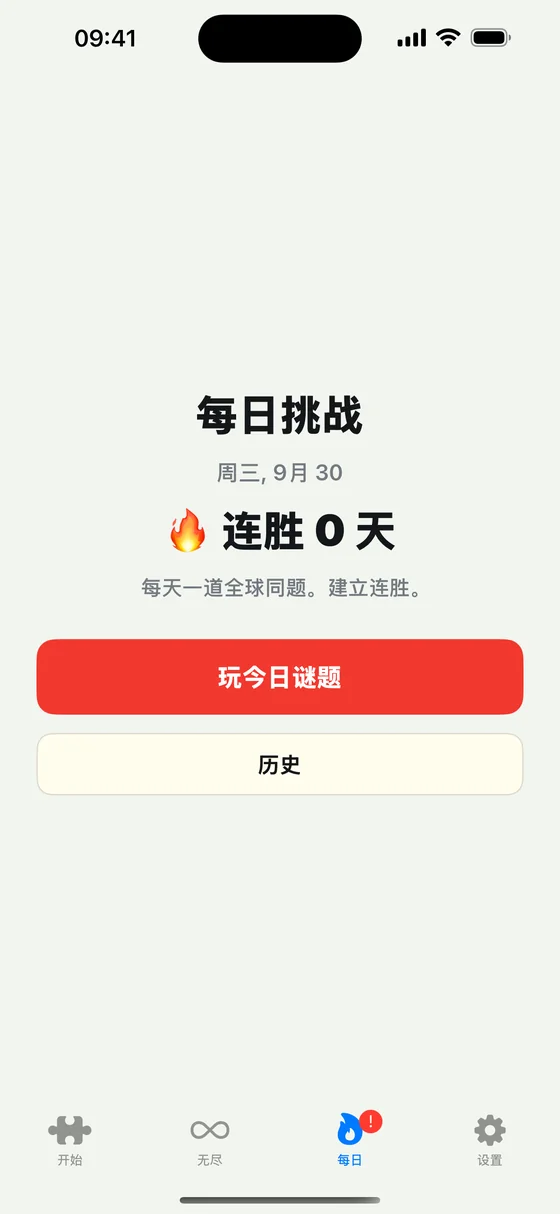 09:41
每日挑战
周三, 9月 30
🔥 连胜 0 天
每天一道全球同题。建立连胜。
玩今日谜题
历史
!
开始
无尽
每日
设置